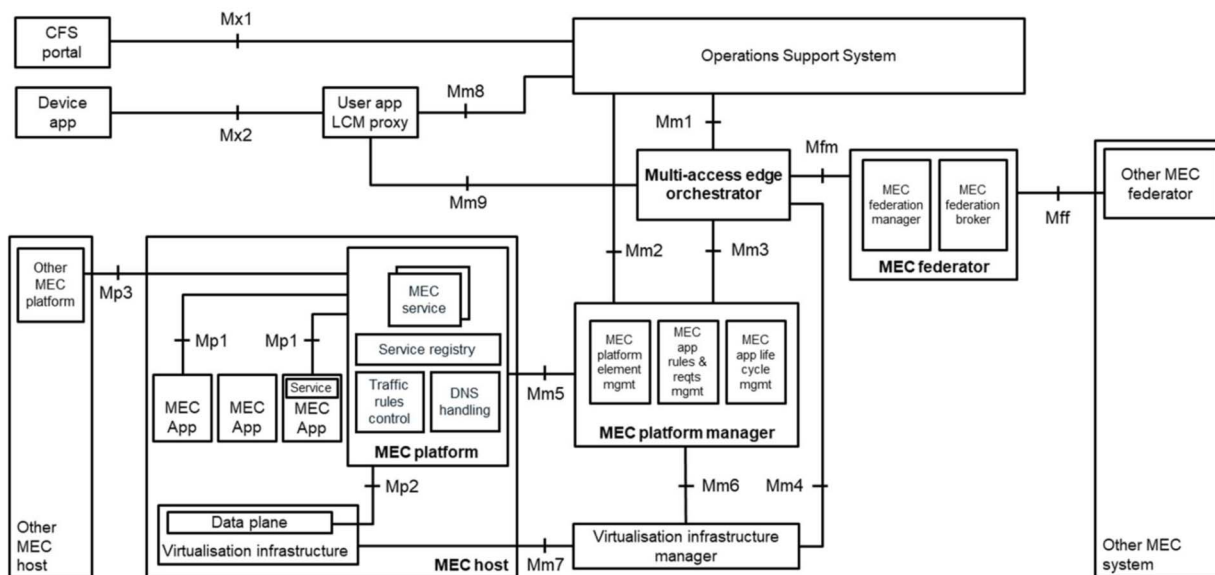 CFS
portal
Mx1
Operations Support System
Device
app
Mx2
User app
LCM proxy
Mm8
Mm1
Mm9
Multi-access edge
orchestrator
Mfm
MEC
federation
manager
MEC
federation
broker
MEC federator
Mff
Other MEC
federator
Other MEC
system
Mm2
Mm3
Other
MEC
platform
Mp3
Other
MEC
host
Mp1
Mp1
MEC
App
MEC
App
Service
MEC
App
MEC
service
Service registry
Traffic
rules
control
DNS
handling
MEC platform
Mm5
MEC
platform
element
mgmt
MEC
app
rules &
reqts
mgmt
MEC
app life
cycle
mgmt
MEC platform manager
Mp2
Mm6
Mm4
Data plane
Virtualisation infrastructure
MEC host
Mm7
Virtualisation infrastructure
manager